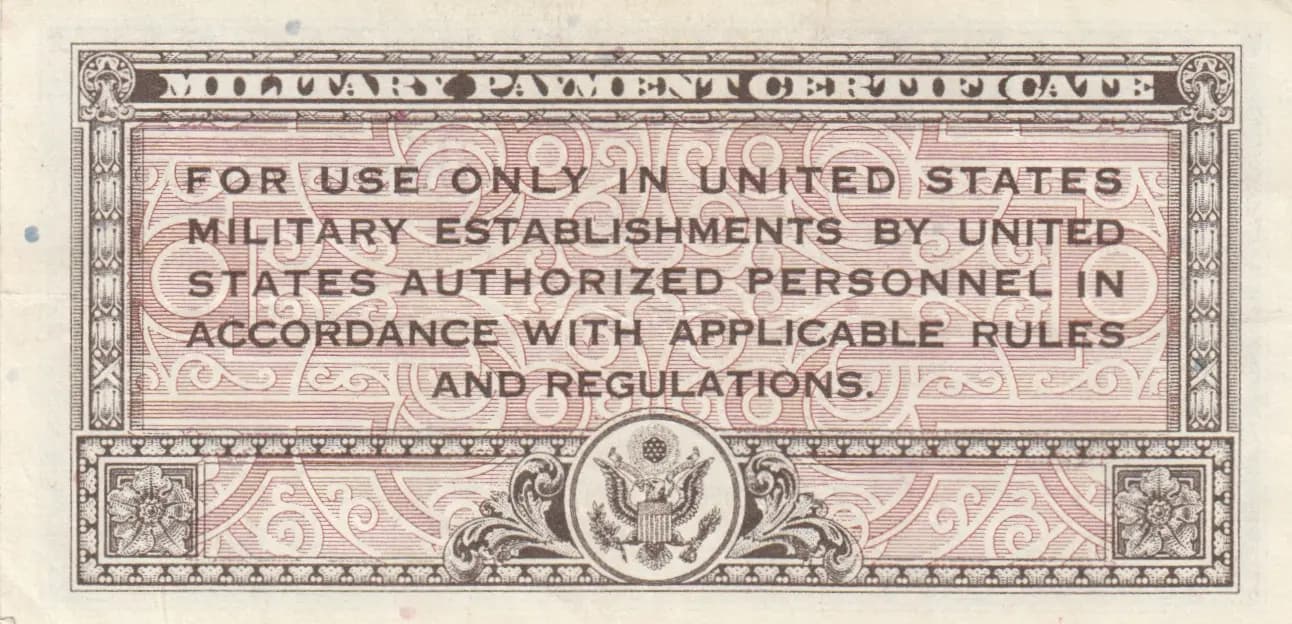 MILITARY PAYMENT CERTIFICATE
FOR USE ONLY IN UNITED STATES
MILITARY ESTABLISHMENTS BY UNITED
STATES AUTHORIZED PERSONNEL IN
ACCORDANCE WITH APPLICABLE RULES
AND REGULATIONS.